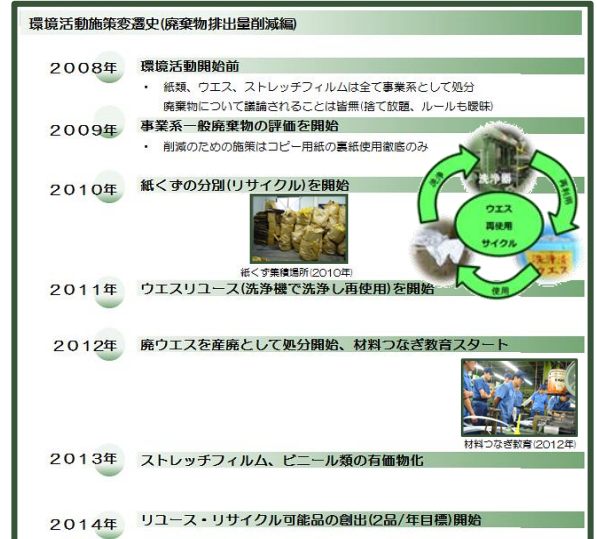 環境活動施策変遷史(廃棄物排出量削減編)
2008年 環境活動開始前
・ 紙類、ウエス、ストレッチフィルムは全て事業系として処分
廃棄物について議論されることは皆無(捨て放題、ルールも曖昧)
2009年 事業系一般廃棄物の評価を開始
・ 削減のための施策はコピー用紙の裏紙使用徹底のみ
2010年 紙くずの分別(リサイクル)を開始
紙くず集積場所(2010年)
洗浄
洗浄器
再利用
ウエス
再使用
サイクル
洗浄済
ウエス
使用
2011年 ウエスリユース(洗浄機で洗浄し再使用)を開始
2012年 廃ウエスを産廃として処分開始、材料つなぎ教育スタート
材料つなぎ教育(2012年)
2013年 ストレッチフィルム、ビニール類の有価物化
2014年 リユース・リサイクル可能品の創出(2品/年目標)開始